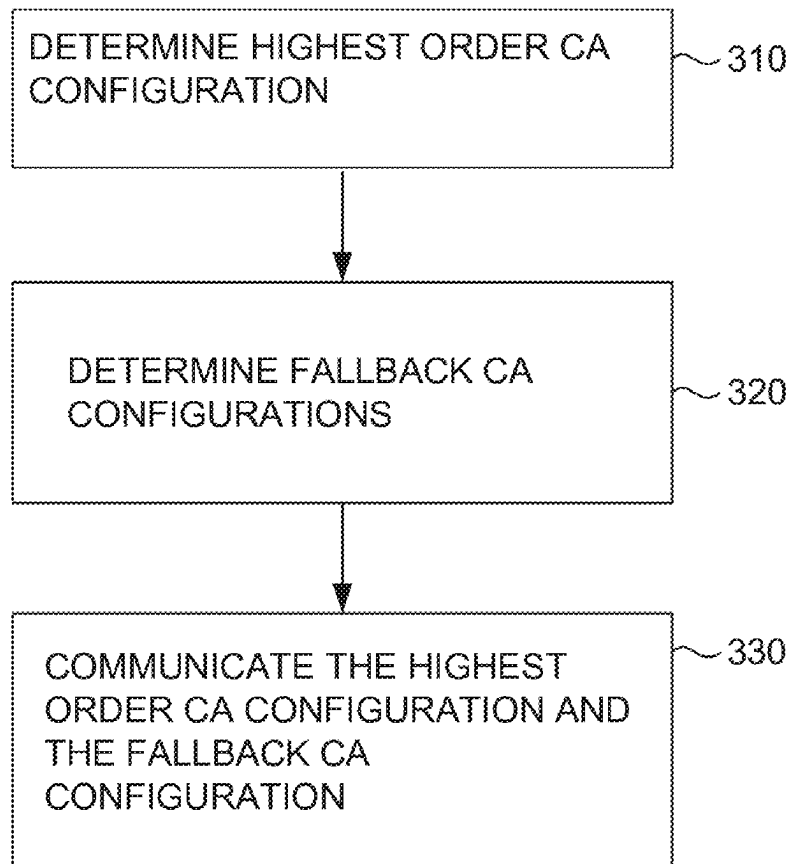 DETERMINE HIGHEST ORDER CA
CONFIGURATION
310
DETERMINE FALLBACK CA
CONFIGURATIONS
320
COMMUNICATE THE HIGHEST
ORDER CA CONFIGURATION AND
THE FALLBACK CA
CONFIGURATION
330